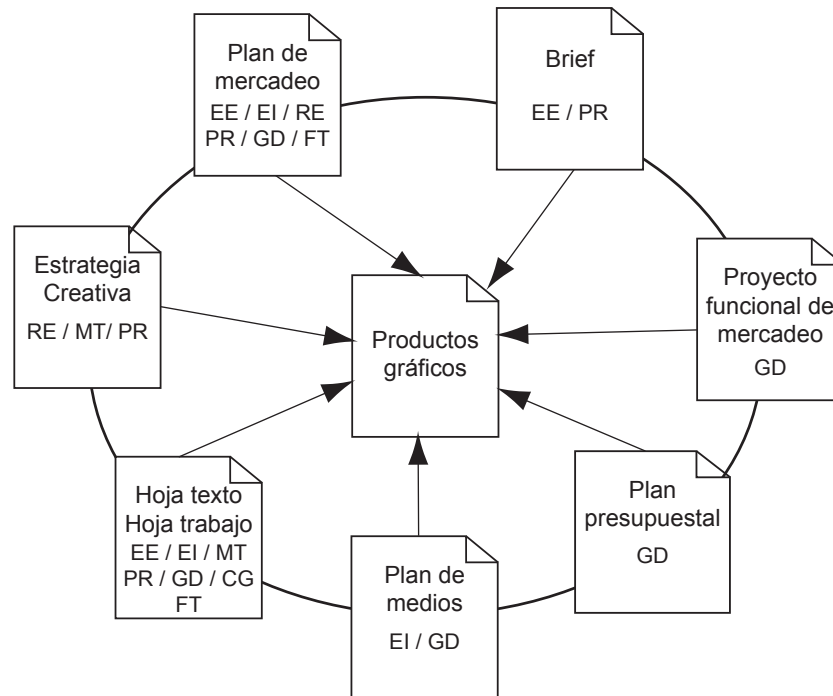 Plan de
mercadeo
EE / EI / RE
PR / GD / FT
Brief
EE / PR
Estrategia
Creativa
RE / MT/ PR
Productos
gráficos
Proyecto
funcional de
mercadeo
GD
Hoja texto
Hoja trabajo
EE / EI / MT
PR / GD / CG
FT
Plan de
medios
EI / GD
Plan
presupuestal
GD